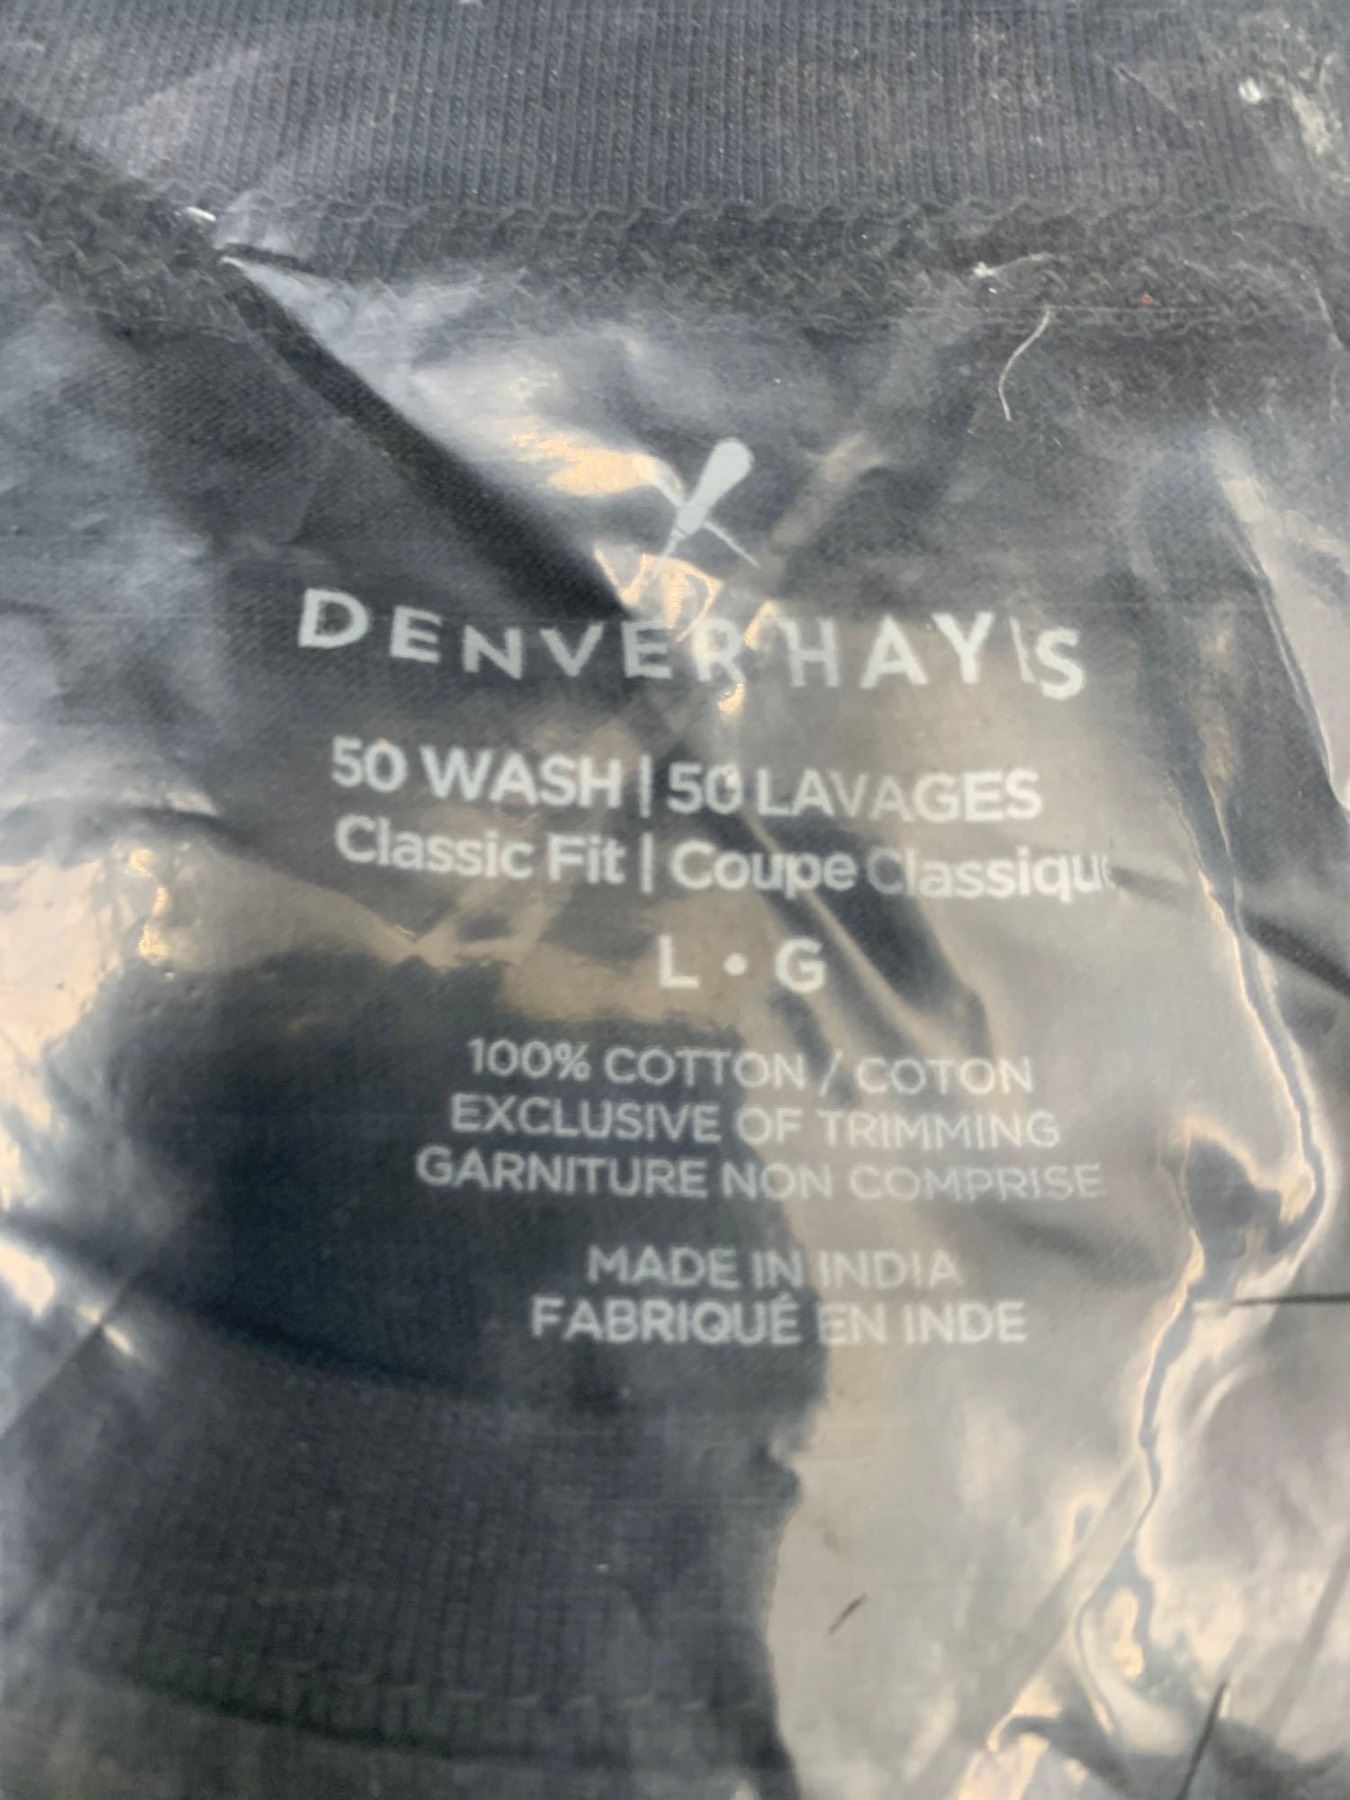 DENVER HAYES
50 WASH | 50 LAVAGES
Classic Fit | Coupe Classique
L • G
100% COTTON / COTON
EXCLUSIVE OF TRIMMING
GARNITURE NON COMPRISE
MADE IN INDIA
FABRIQUÉ EN INDE